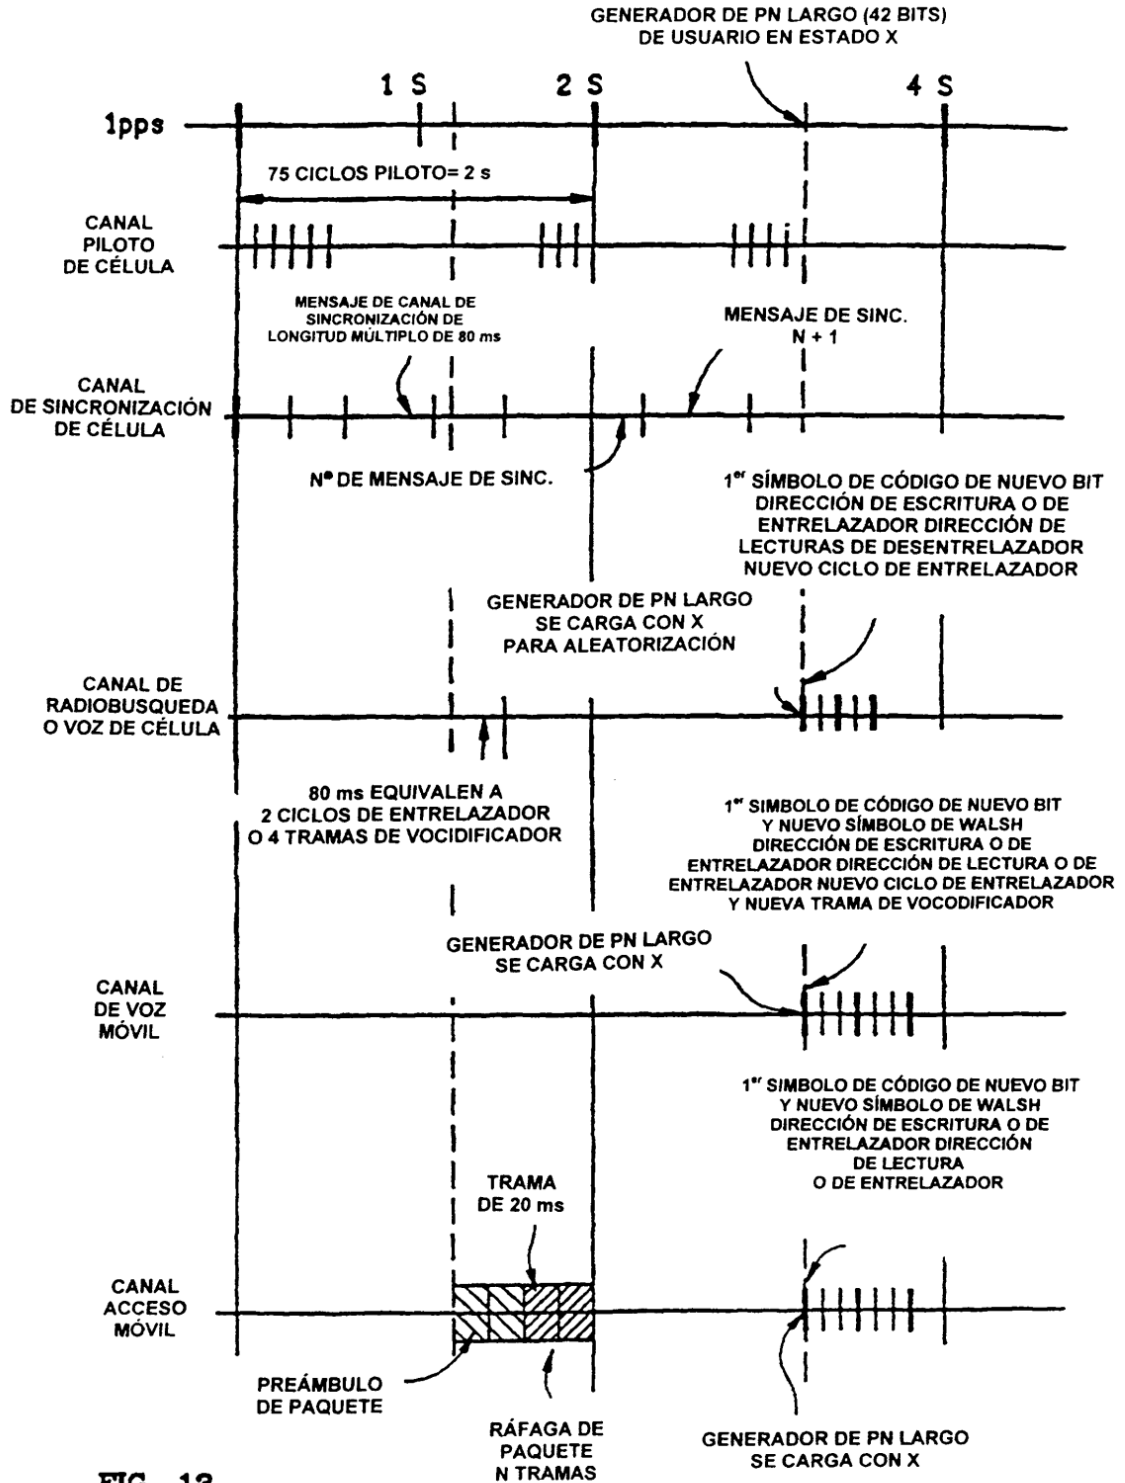 GENERADOR DE PN LARGO (42 BITS)
DE USUARIO EN ESTADO X
1 S
2 S
4 S
1pps
75 CICLOS PILOTO= 2 s
CANAL
PILOTO
DE CÉLULA
MENSAJE DE CANAL DE
SINCRONIZACIÓN DE
LONGITUD MÚLTIPLO DE 80 ms
MENSAJE DE SINC.
N + 1
CANAL
DE SINCRONIZACIÓN
DE CÉLULA
Nº DE MENSAJE DE SINC.
1er SÍMBOLO DE CÓDIGO DE NUEVO BIT
DIRECCIÓN DE ESCRITURA O DE
ENTRELAZADOR DIRECCIÓN DE
LECTURAS DE DESENTRELAZADOR
NUEVO CICLO DE ENTRELAZADOR
GENERADOR DE PN LARGO
SE CARGA CON X
PARA ALEATORIZACIÓN
CANAL DE
RADIOBUSQUEDA
O VOZ DE CÉLULA
80 ms EQUIVALEN A
2 CICLOS DE ENTRELAZADOR
O 4 TRAMAS DE VOCIDIFICADOR
1er SIMBOLO DE CÓDIGO DE NUEVO BIT
Y NUEVO SÍMBOLO DE WALSH
DIRECCIÓN DE ESCRITURA O DE
ENTRELAZADOR DIRECCIÓN DE LECTURA O DE
ENTRELAZADOR NUEVO CICLO DE ENTRELAZADOR
Y NUEVA TRAMA DE VOCODIFICADOR
GENERADOR DE PN LARGO
SE CARGA CON X
CANAL
DE VOZ
MÓVIL
1er SIMBOLO DE CÓDIGO DE NUEVO BIT
Y NUEVO SÍMBOLO DE WALSH
DIRECCIÓN DE ESCRITURA O DE
ENTRELAZADOR DIRECCIÓN
DE LECTURA
O DE ENTRELAZADOR
TRAMA
DE 20 ms
CANAL
ACCESO
MÓVIL
PREÁMBULO
DE PAQUETE
RÁFAGA DE
PAQUETE
N TRAMAS
GENERADOR DE PN LARGO
SE CARGA CON X